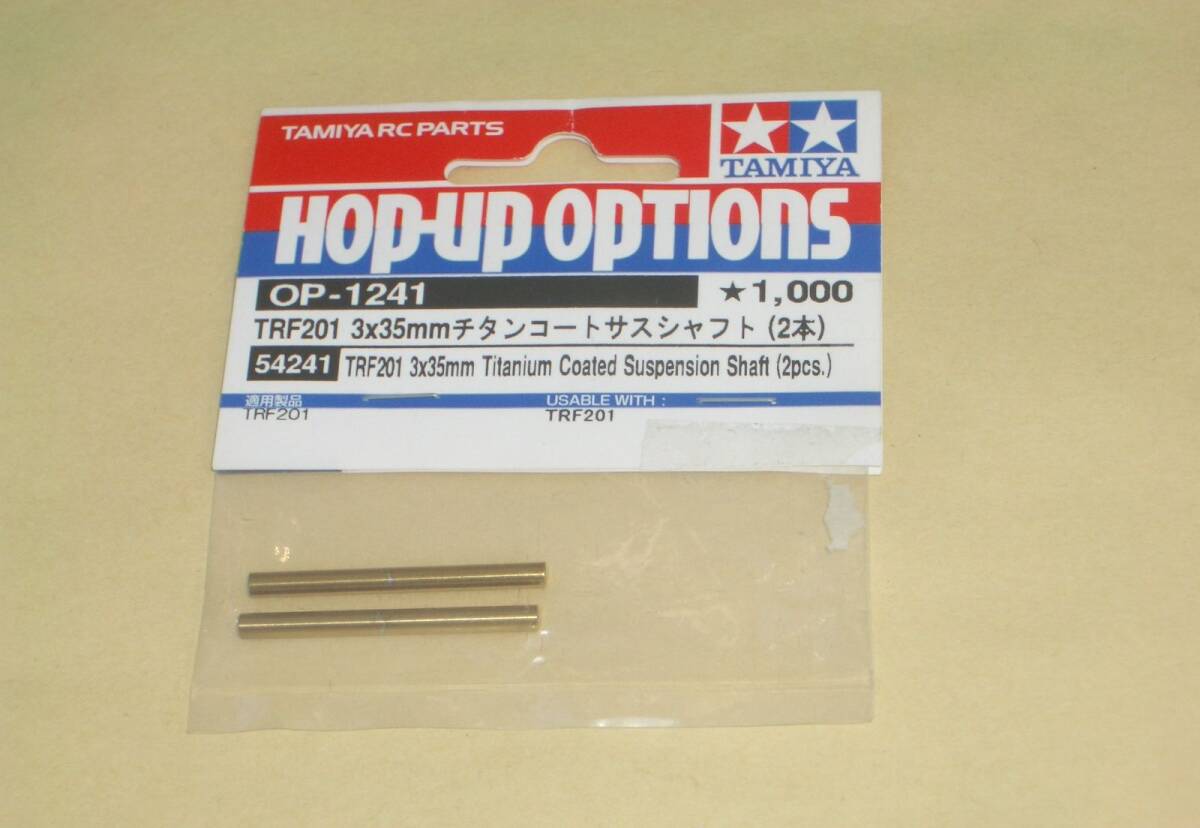 TAMIYA RC PARTS
TAMIYA
HOP-UP OPTIONS
OP-1241 ★1,000
TRF201 3x35mmチタンコートサスシャフト (2本)
54241 TRF201 3x35mm Titanium Coated Suspension Shaft (2pcs.)
適用製品 USABLE WITH :
TRF201 TRF201